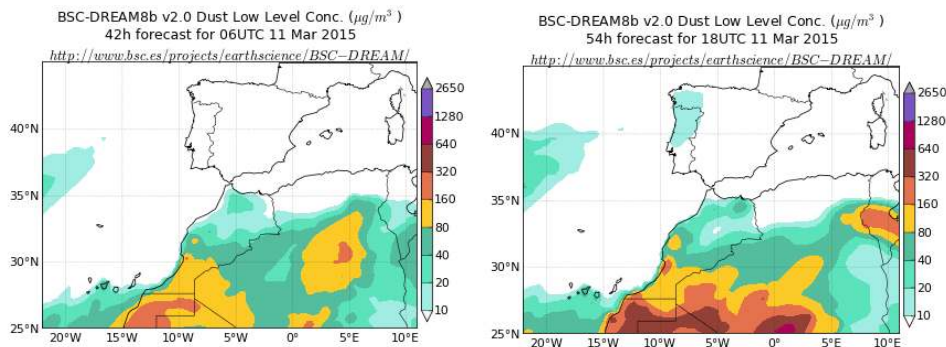 BSC-DREAM8b v2.0 Dust Low Level Conc. (μg/m³ )
42h forecast for 06UTC 11 Mar 2015
http://www.bsc.es/projects/earthscience/BSC−DREAM/
40°N
35°N
30°N
25°N
20°W
15°W
10°W
5°W
0°
5°E
10°E
2650
1280
640
320
160
80
40
20
10
BSC-DREAM8b v2.0 Dust Low Level Conc. (μg/m³ )
54h forecast for 18UTC 11 Mar 2015
http://www.bsc.es/projects/earthscience/BSC−DREAM/
40°N
35°N
30°N
25°N
20°W
15°W
10°W
5°W
0°
5°E
10°E
2650
1280
640
320
160
80
40
20
10